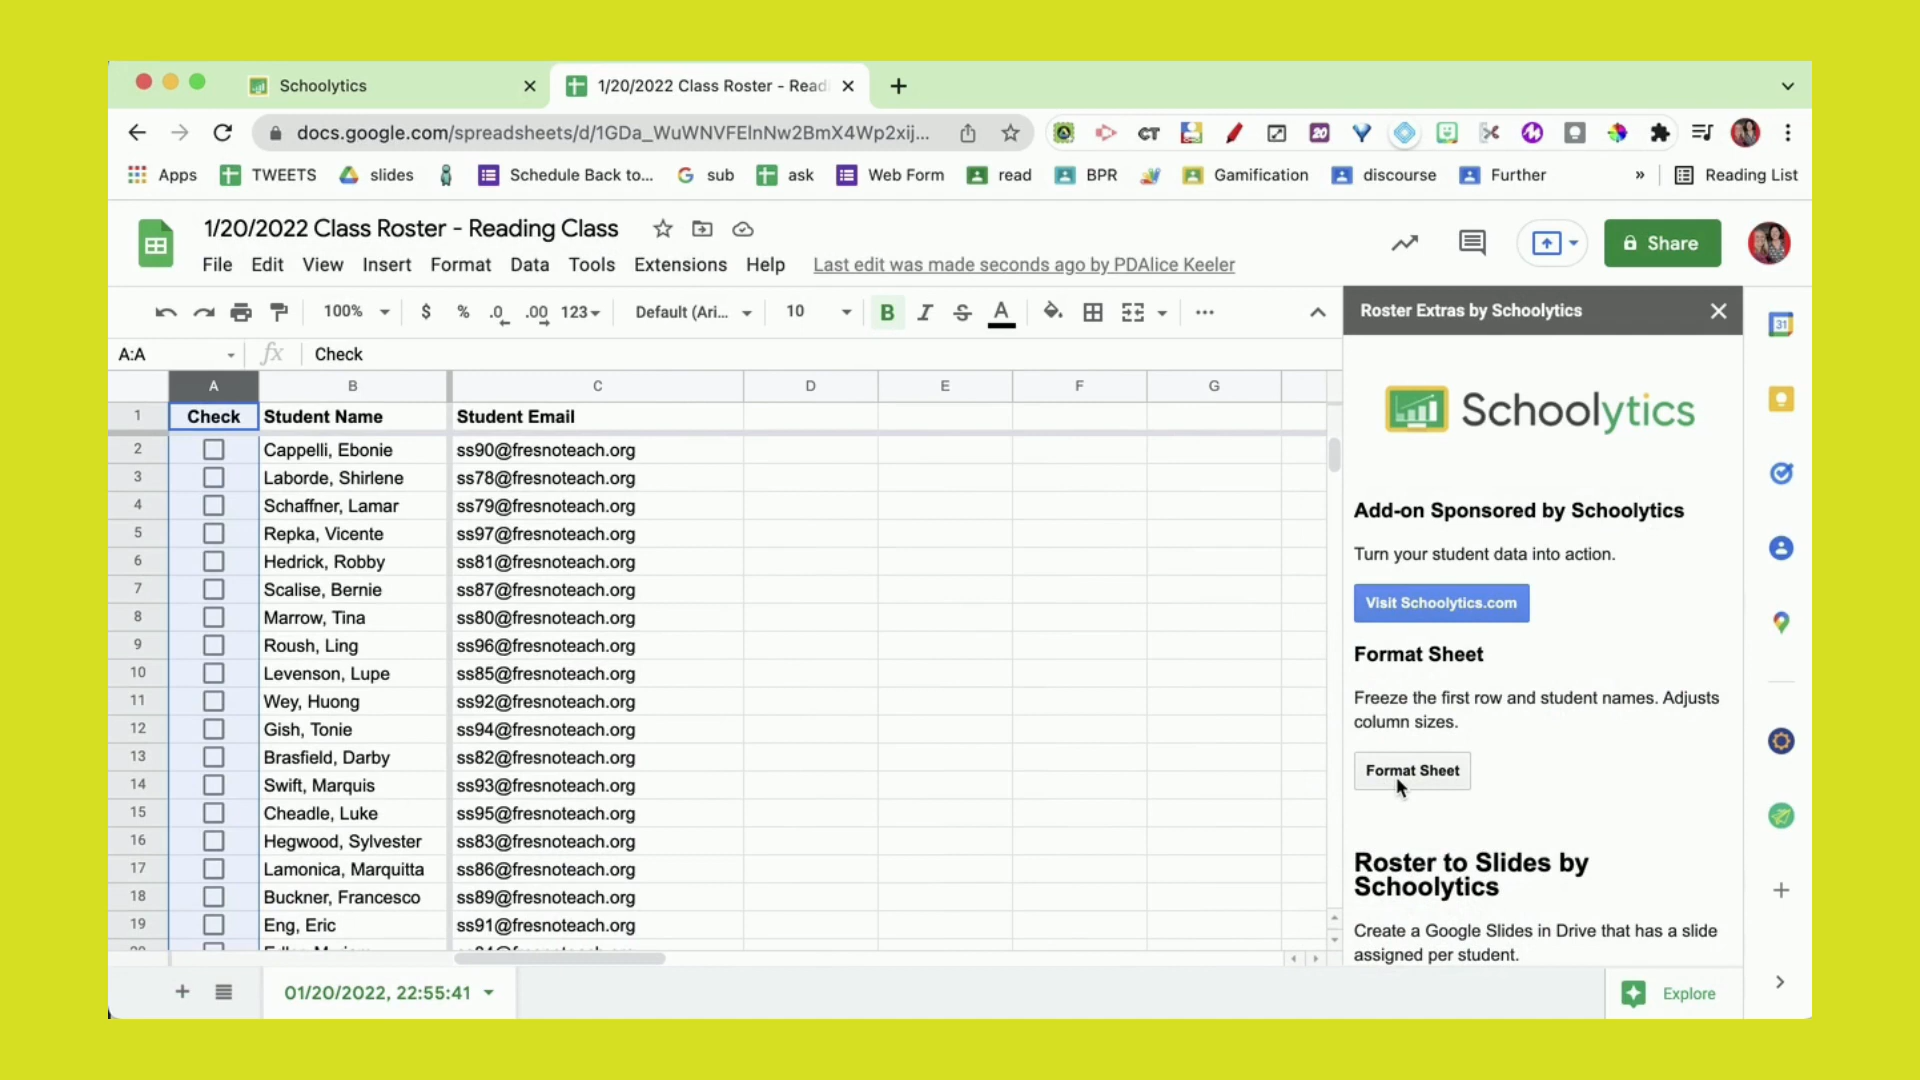 Schoolytics
1/20/2022 Class Roster - Readi
docs.google.com/spreadsheets/d/1GDa_WuWNVFElnNw2BmX4Wp2xij...
CT
20
Apps TWEETS slides Schedule Back to... sub ask Web Form read BPR Gamification discourse Further » Reading List
1/20/2022 Class Roster - Reading Class
Share
File Edit View Insert Format Data Tools Extensions Help Last edit was made seconds ago by PDAlice Keeler
100% $ % .0 .00 123 Default (Ari... 10 B I S A
A:A fx Check
A B C D E F G
1 Check Student Name Student Email
2 Cappelli, Ebonie ss90@fresnoteach.org
3 Laborde, Shirlene ss78@fresnoteach.org
4 Schaffner, Lamar ss79@fresnoteach.org
5 Repka, Vicente ss97@fresnoteach.org
6 Hedrick, Robby ss81@fresnoteach.org
7 Scalise, Bernie ss87@fresnoteach.org
8 Marrow, Tina ss80@fresnoteach.org
9 Roush, Ling ss96@fresnoteach.org
10 Levenson, Lupe ss85@fresnoteach.org
11 Wey, Huong ss92@fresnoteach.org
12 Gish, Tonie ss94@fresnoteach.org
13 Brasfield, Darby ss82@fresnoteach.org
14 Swift, Marquis ss93@fresnoteach.org
15 Cheadle, Luke ss95@fresnoteach.org
16 Hegwood, Sylvester ss83@fresnoteach.org
17 Lamonica, Marquitta ss86@fresnoteach.org
18 Buckner, Francesco ss89@fresnoteach.org
19 Eng, Eric ss91@fresnoteach.org
01/20/2022, 22:55:41
Roster Extras by Schoolytics
Schoolytics
Add-on Sponsored by Schoolytics
Turn your student data into action.
Visit Schoolytics.com
Format Sheet
Freeze the first row and student names. Adjusts
column sizes.
Format Sheet
Roster to Slides by
Schoolytics
Create a Google Slides in Drive that has a slide
assigned per student.
Explore
31